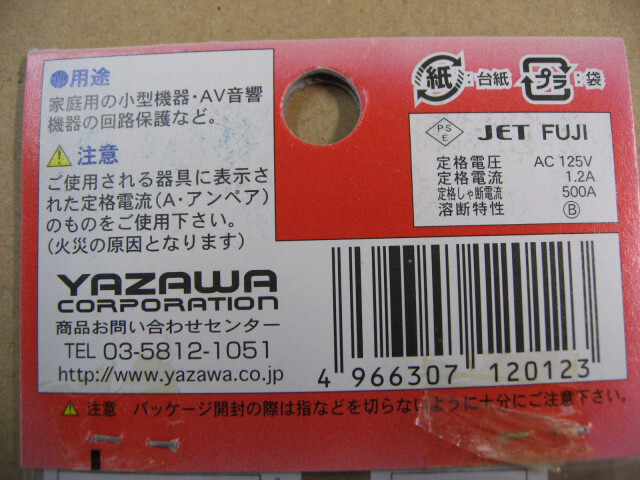 用途
家庭用の小型機器・AV音響
機器の回路保護など。
注意
ご使用される器具に表示さ
れた定格電流(A・アンペア)
のものをご使用下さい。
(火災の原因となります)
YAZAWA
CORPORATION
商品お問い合わせセンター
TEL 03-5812-1051
http://www.yazawa.co.jp
紙:台紙 プラ:袋
PS
E
JET FUJI
定格電圧 AC 125V
定格電流 1.2A
定格しゃ断電流 500A
溶断特性 Ⓑ
4 966307 120123
注意 パッケージ開封の際は指などを切らないように十分にご注意下さい。